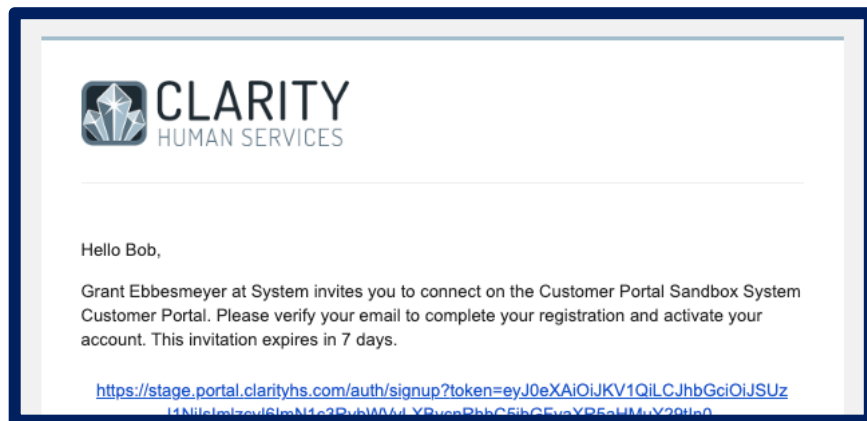 CLARITY
HUMAN SERVICES
Hello Bob,
Grant Ebbesmeyer at System invites you to connect on the Customer Portal Sandbox System
Customer Portal. Please verify your email to complete your registration and activate your
account. This invitation expires in 7 days.
https://stage.portal.clarityhs.com/auth/signup?token=eyJ0eXAiOiJKV1QiLCJhbGciOiJSUz